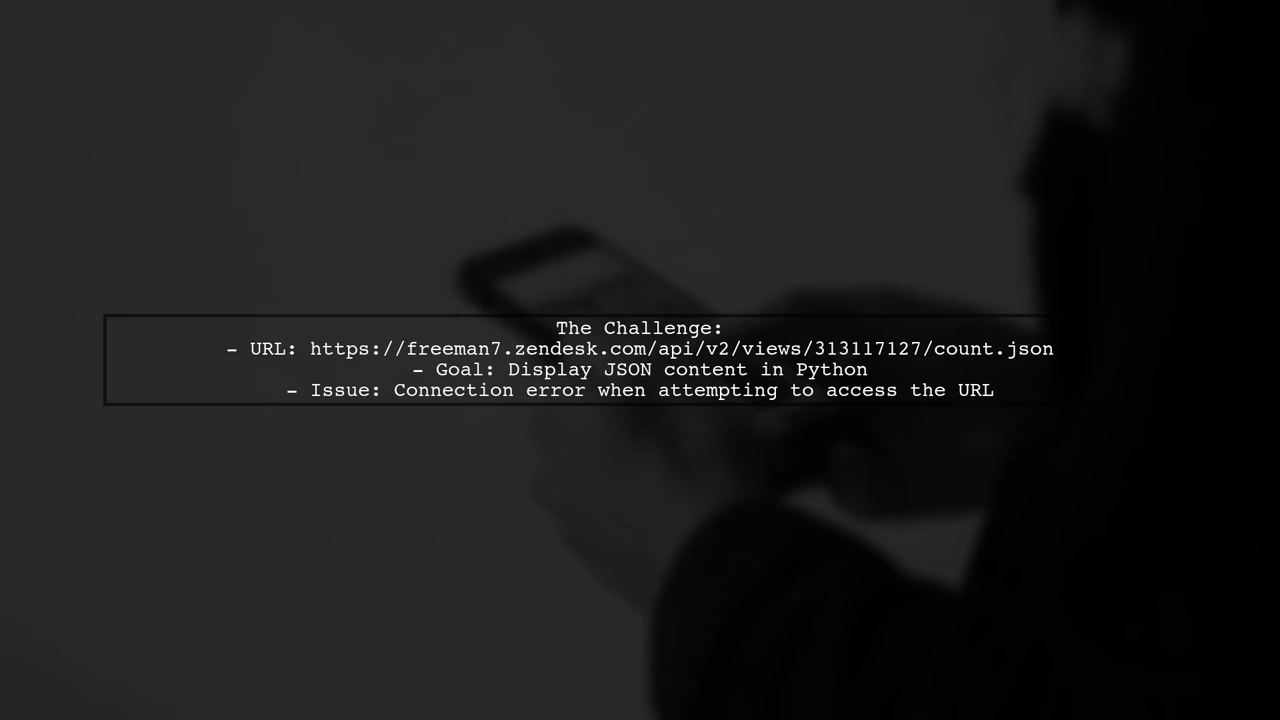 The Challenge:
- URL: https://freeman7.zendesk.com/api/v2/views/313117127/count.json
- Goal: Display JSON content in Python
- Issue: Connection error when attempting to access the URL